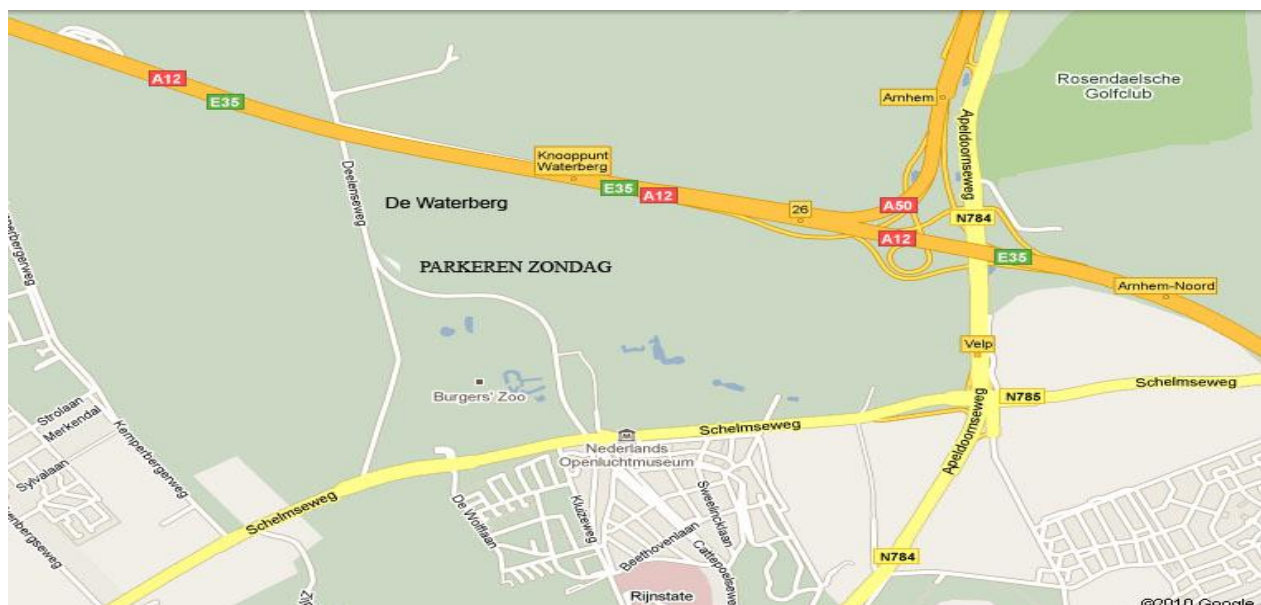 A12
E35
Rosendaelsche
Golfclub
Arnhem
Apeldoornseweg
Deelenseweg
Knooppunt
Waterberg
E35
A12
De Waterberg
26
A50
N784
A12
E35
PARKEREN ZONDAG
Arnhem-Noord
Velp
Burgers' Zoo
Schelmseweg
N785
Strolaan
Merkendal
Kemperbergerweg
Sylvalaan
Schelmseweg
Nederlands
Openluchtmuseum
Apeldoornseweg
De Wolflaan
Kluizeweg
Sweelincklaan
Beethovenlaan
Cattepoelseweg
Schelmseweg
N784
Rijnstate
©2010 Google